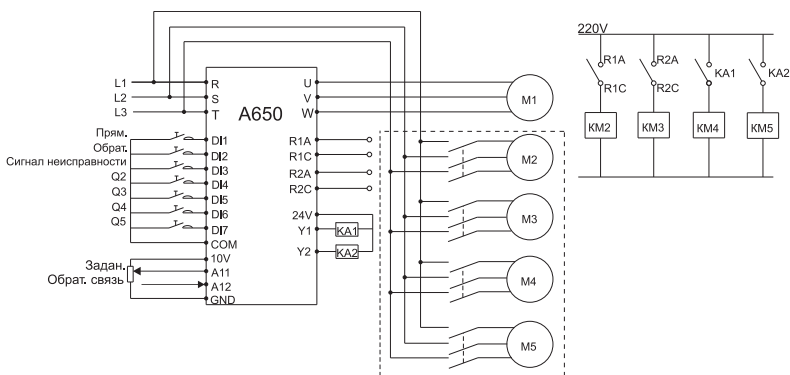 L1
L2
L3
R
S
T
A650
U
V
W
M1
Прям.
Обрат.
Сигнал неисправности
Q2
Q3
Q4
Q5
DI1
DI2
DI3
DI4
DI5
DI6
DI7
COM
10V
A11
A12
GND
Задан.
Обрат. связь
R1A
R1C
R2A
R2C
24V
Y1
Y2
KA1
KA2
M2
M3
M4
M5
220V
R1A
R2A
KA1
KA2
R1C
R2C
KM2
KM3
KM4
KM5